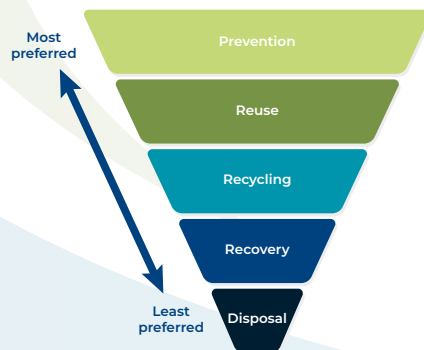 Most
preferred
Prevention
Reuse
Recycling
Recovery
Least
preferred
Disposal